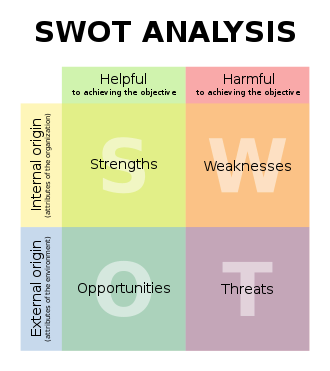 SWOT ANALYSIS
Helpful
to achieving the objective
Harmful
to achieving the objective
Internal origin
(attributes of the organization)
S
Strengths
W
Weaknesses
External origin
(attributes of the environment)
O
Opportunities
T
Threats